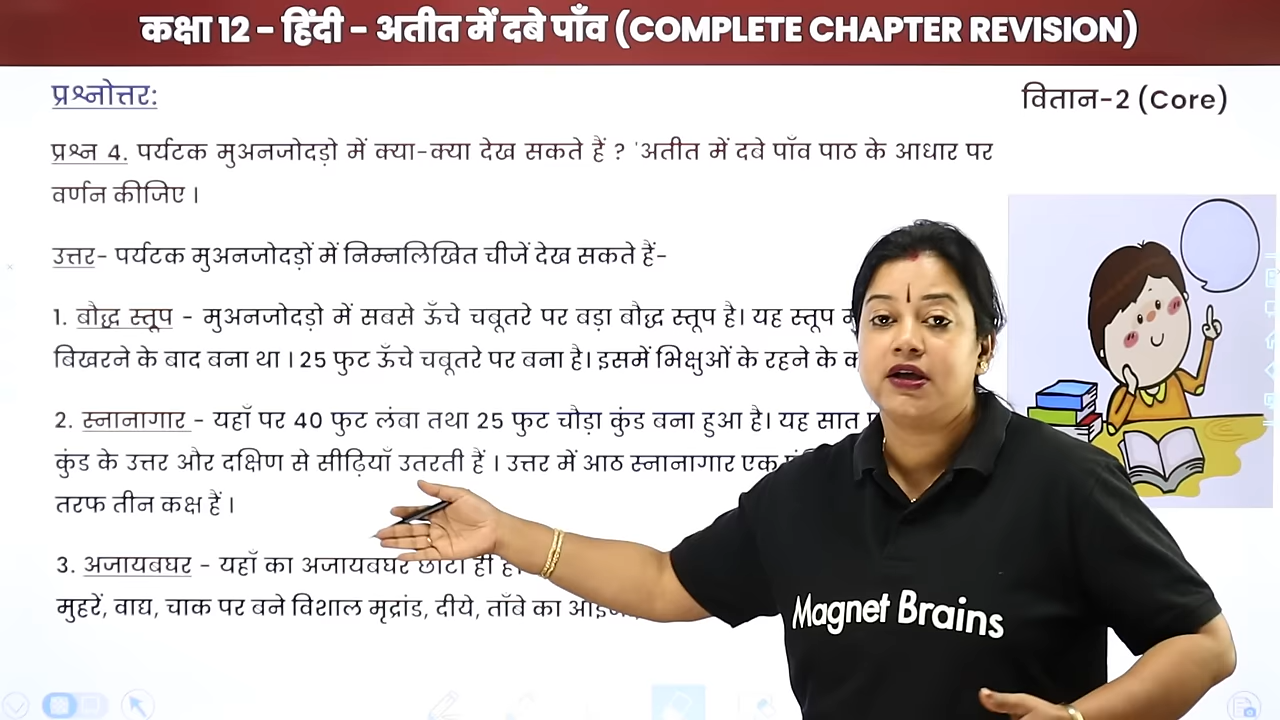 कक्षा 12 - हिंदी - अतीत में दबे पाँव (COMPLETE CHAPTER REVISION)
प्रश्नोत्तर:
वितान-2 (Core)
प्रश्न 4. पर्यटक मुअनजोदड़ो में क्या-क्या देख सकते हैं ? 'अतीत में दबे पाँव पाठ के आधार पर
वर्णन कीजिए ।
उत्तर- पर्यटक मुअनजोदड़ों में निम्नलिखित चीजें देख सकते हैं-
1. बौद्ध स्तूप - मुअनजोदड़ो में सबसे ऊँचे चबूतरे पर बड़ा बौद्ध स्तूप है। यह स्तूप
बिखरने के बाद बना था । 25 फुट ऊँचे चबूतरे पर बना है। इसमें भिक्षुओं के रहने के
2. स्नानागार - यहाँ पर 40 फुट लंबा तथा 25 फुट चौड़ा कुंड बना हुआ है। यह सात
कुंड के उत्तर और दक्षिण से सीढ़ियाँ उतरती हैं । उत्तर में आठ स्नानागार एक
तरफ तीन कक्ष हैं ।
3. अजायबघर - यहाँ का अजायबघर छोटा ही
मुहरें, वाद्य, चाक पर बने विशाल मृद्रांड, दीये, ताँबे का
Magnet Brains